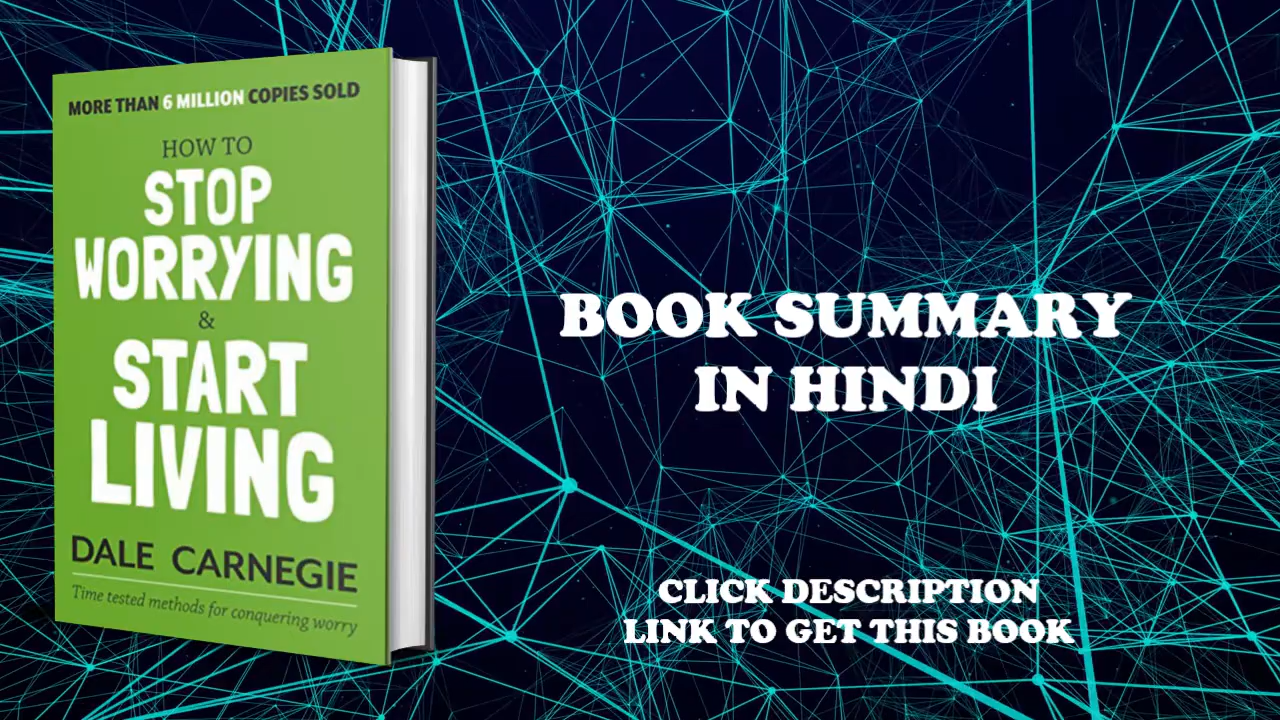 MORE THAN 6 MILLION COPIES SOLD
HOW TO
STOP
WORRYING
&
START
LIVING
DALE CARNEGIE
Time tested methods for conquering worry
BOOK SUMMARY
IN HINDI
CLICK DESCRIPTION
LINK TO GET THIS BOOK